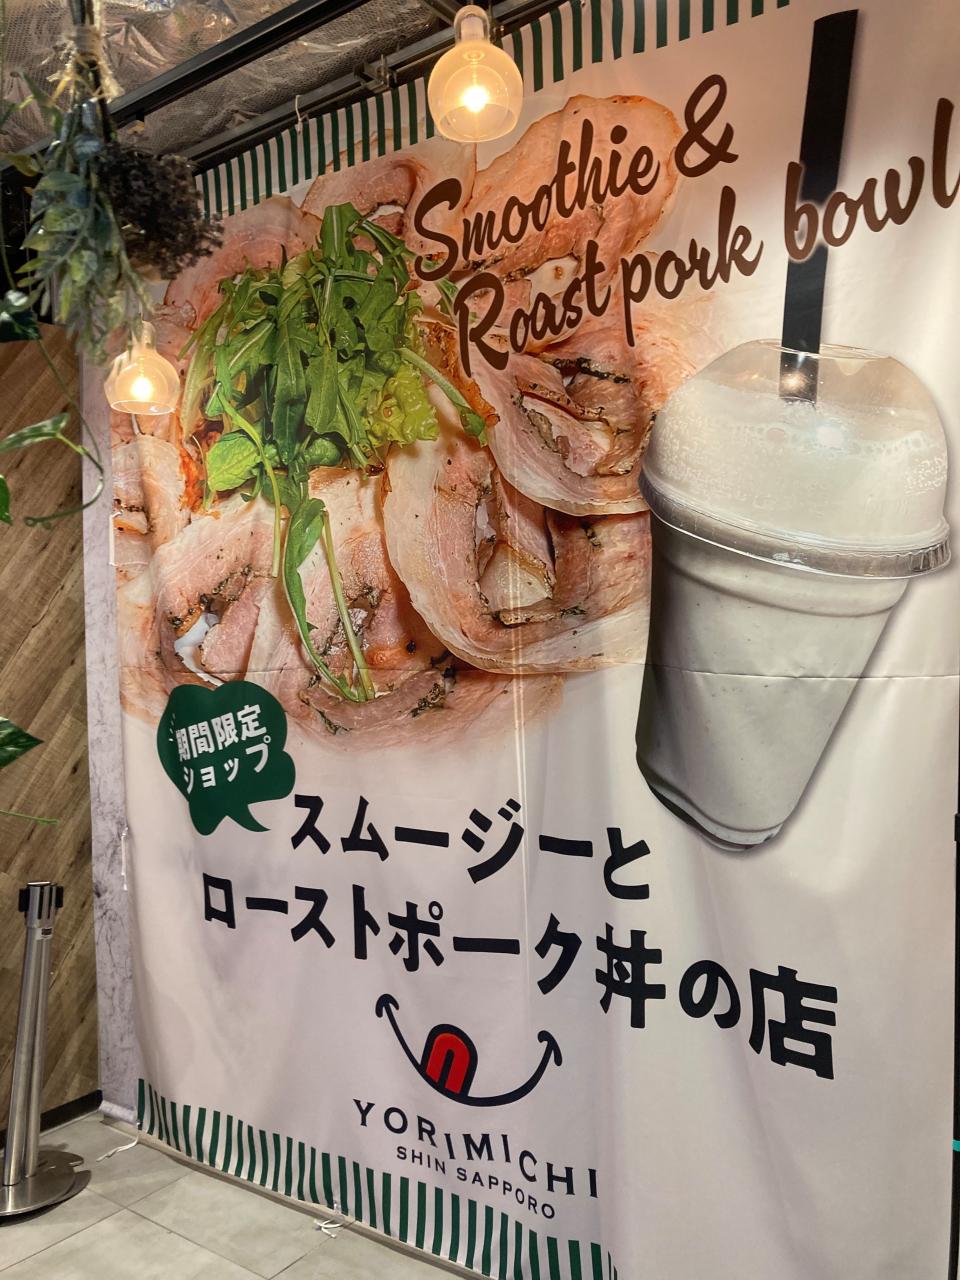 Smoothie &
Roast pork bowl
期間限定
ショップ
スムージーと
ローストポーク丼の店
YORIMICHI
SHIN SAPPORO